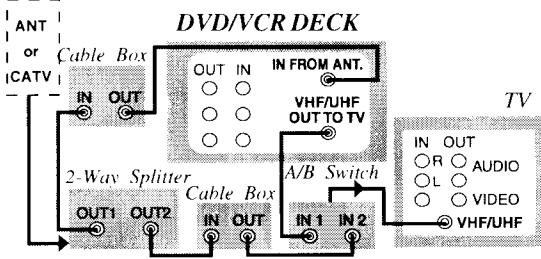 DVD/VCR DECK
ANT
or
CATV
Cable Box
IN OUT
OUT IN
IN FROM ANT.
VHF/UHF
OUT TO TV
TV
IN OUT
R AUDIO
L
VIDEO
VHF/UHF
2-Way Splitter
OUT1 OUT2
Cable Box
IN OUT
A/B Switch
IN 1 IN 2